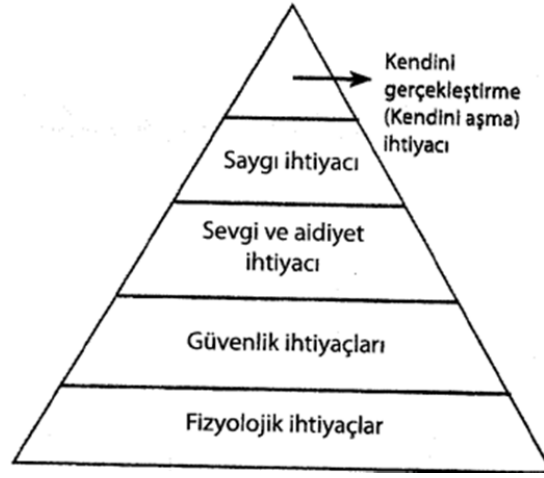 Kendini
gerçekleştirme
(Kendini aşma)
ihtiyacı
Saygı ihtiyacı
Sevgi ve aidiyet
ihtiyacı
Güvenlik ihtiyaçları
Fizyolojik ihtiyaçlar